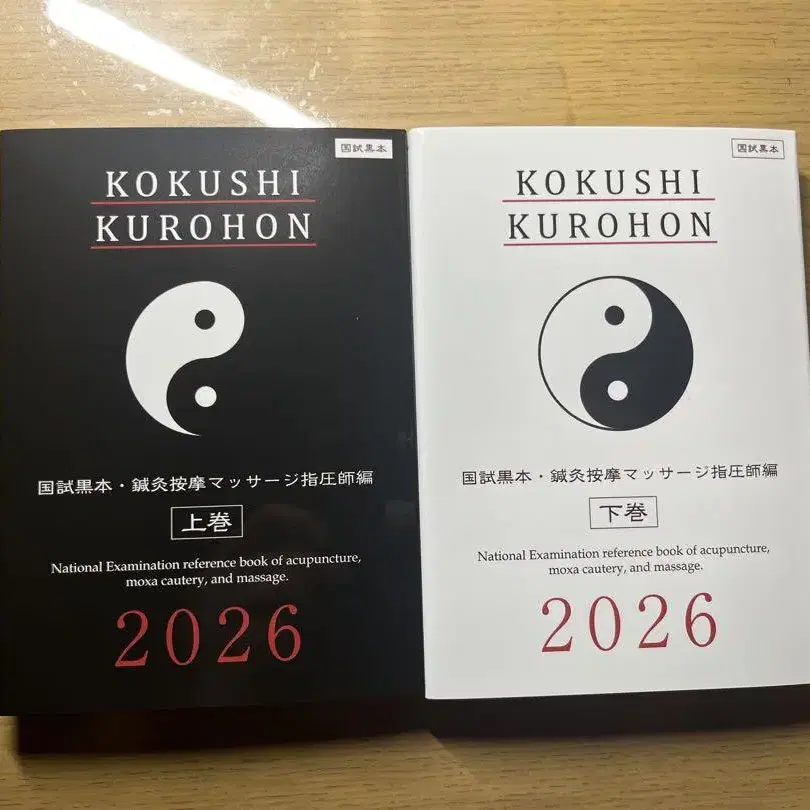 国試黒本
KOKUSHI
KUROHON
国試黒本・鍼灸按摩マッサージ指圧師編
上巻
National Examination reference book of acupuncture,
moxa cautery, and massage.
2026
国試黒本
KOKUSHI
KUROHON
国試黒本・鍼灸按摩マッサージ指圧師編
下巻
National Examination reference book of acupuncture,
moxa cautery, and massage.
2026